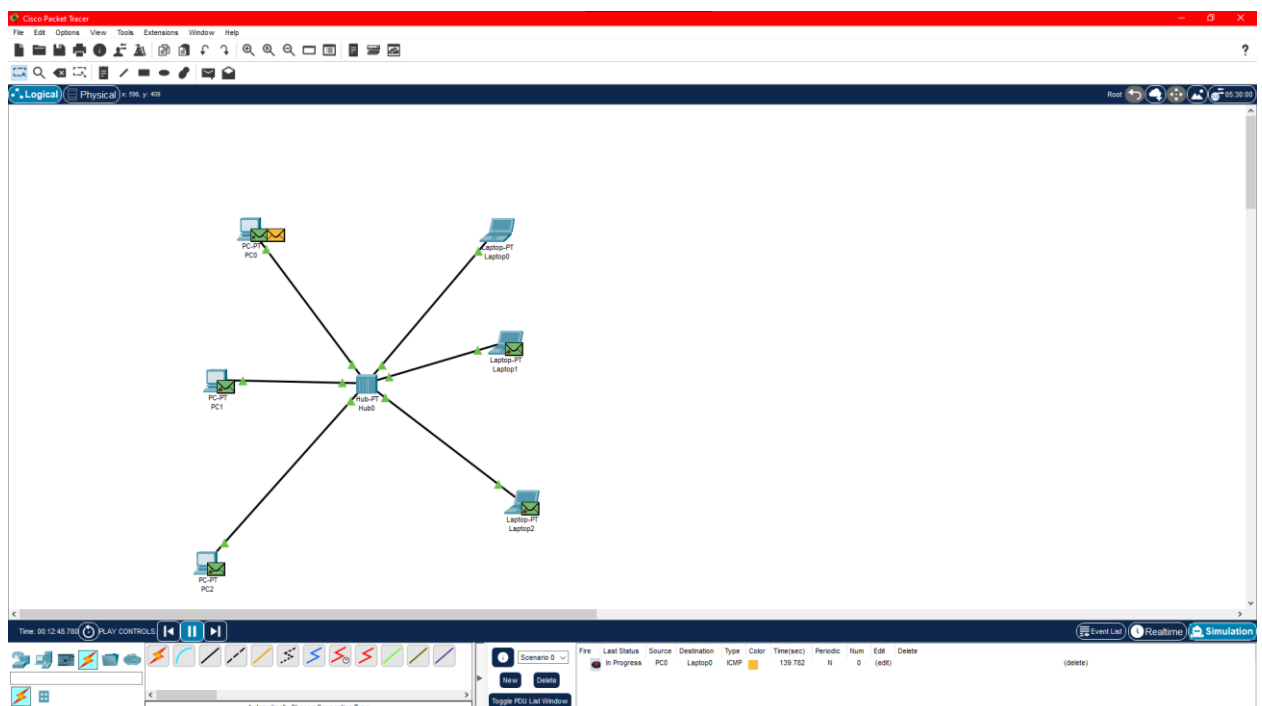 Cisco Packet Tracer
File Edit Options View Tools Extensions Window Help
?
Logical Physical x: 598, y: 409 Root 05:30:00
PC-PT
PC0
Laptop-PT
Laptop0
Laptop-PT
Laptop1
PC-PT
PC1
Hub-PT
Hub0
Laptop-PT
Laptop2
PC-PT
PC2
Time: 00:12:48.780 PLAY CONTROLS: Event List Realtime Simulation
Scenario 0 Fire Last Status Source Destination Type Color Time(sec) Periodic Num Edit Delete
In Progress PC0 Laptop0 ICMP 139.782 N 0 (edit) (delete)
New Delete
Toggle PDU List Window